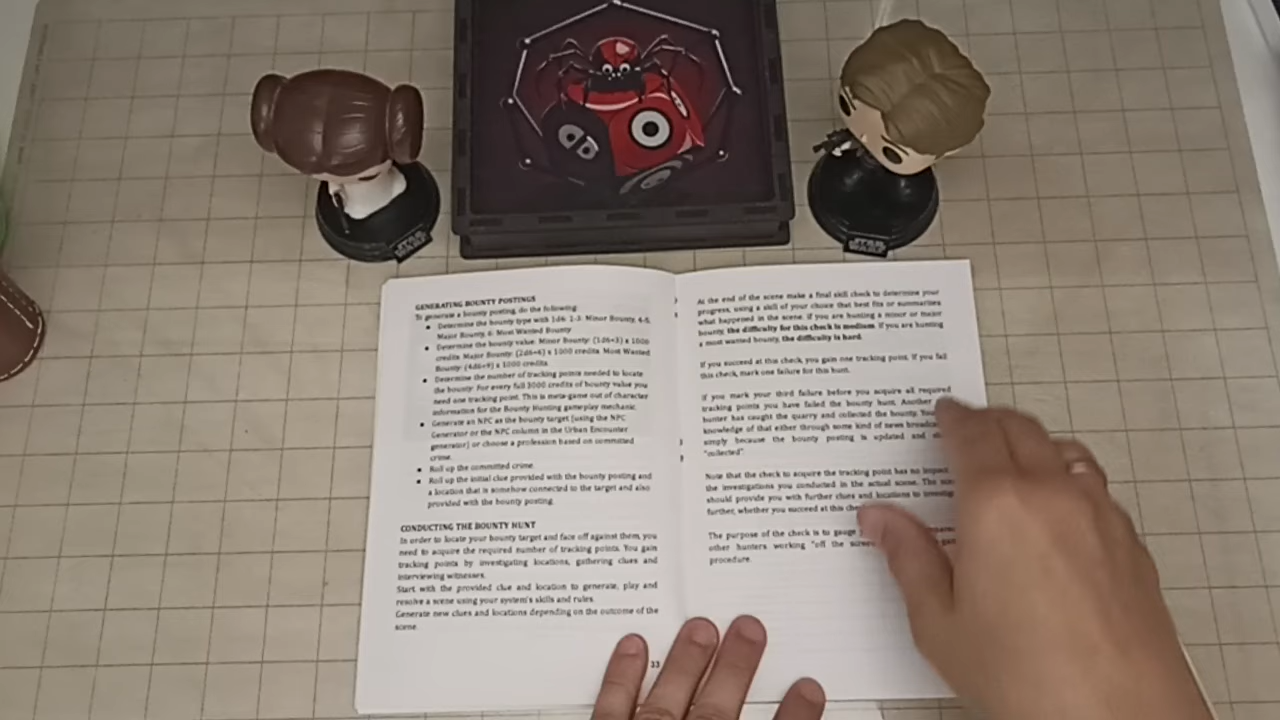 STAR
WARS
STAR
WARS
GENERATING BOUNTY POSTINGS
To generate a bounty posting, do the following:
• Determine the bounty type with 1d6: 1-3: Minor Bounty, 4-5,
Major Bounty, 6: Most Wanted Bounty
• Determine the bounty value: Minor Bounty: (1d6+3) x 1000
credits. Major Bounty: (2d6+6) x 1000 credits. Most Wanted
Bounty: (4d6+9) x 1000 credits.
• Determine the number of tracking points needed to locate
the bounty: For every full 3000 credits of bounty value you
need one tracking point. This is meta-game out of character
information for the Bounty Hunting gameplay mechanic.
• Generate an NPC as the bounty target (using the NPC
Generator or the NPC column in the Urban Encounter
generator) or choose a profession based on committed
crime.
• Roll up the committed crime.
• Roll up the initial clue provided with the bounty posting and
a location that is somehow connected to the target and also
provided with the bounty posting.
CONDUCTING THE BOUNTY HUNT
In order to locate your bounty target and face off against them, you
need to acquire the required number of tracking points. You gain
tracking points by investigating locations, gathering clues and
interviewing witnesses.
Start with the provided clue and location to generate, play and
resolve a scene using your system's skills and rules.
Generate new clues and locations depending on the outcome of the
scene.
33
At the end of the scene make a final skill check to determine your
progress, using a skill of your choice that best fits or summarises
what happened in the scene. If you are hunting a minor or major
bounty, the difficulty for this check is medium. If you are hunting
a most wanted bounty, the difficulty is hard.
If you succeed at this check, you gain one tracking point. If you fail
this check, mark one failure for this hunt.
If you mark your third failure before you acquire all required
tracking points you have failed the bounty hunt. Another
hunter has caught the quarry and collected the bounty. You
knowledge of that either through some kind of news
simply because the bounty posting is updated and
"collected".
Note that the check to acquire the tracking point has no impact
the investigations you conducted in the actual scene. The
should provide you with further clues and locations to
further, whether you succeed at this
The purpose of the check is to gauge
other hunters working "off the
procedure.